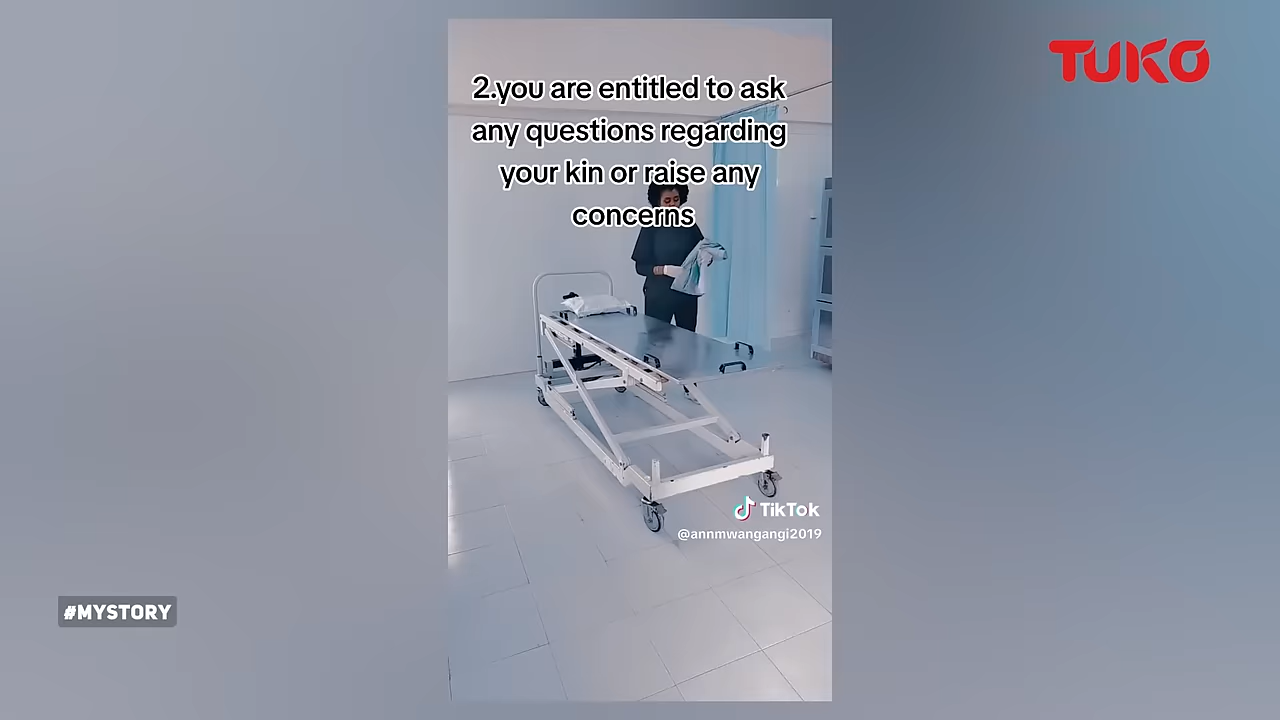 TUKO
2.you are entitled to ask
any questions regarding
your kin or raise any
concerns
TikTok
@annmwangangi2019
#MYSTORY